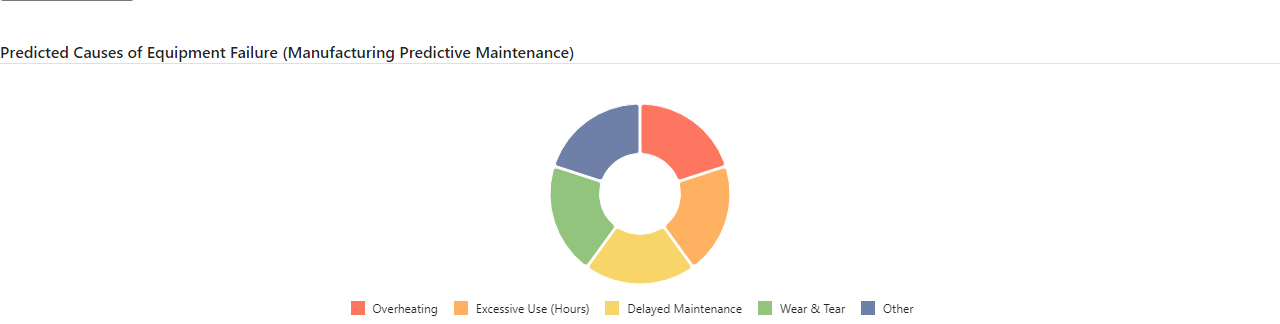 Predicted Causes of Equipment Failure (Manufacturing Predictive Maintenance)
Overheating Excessive Use (Hours) Delayed Maintenance Wear & Tear Other